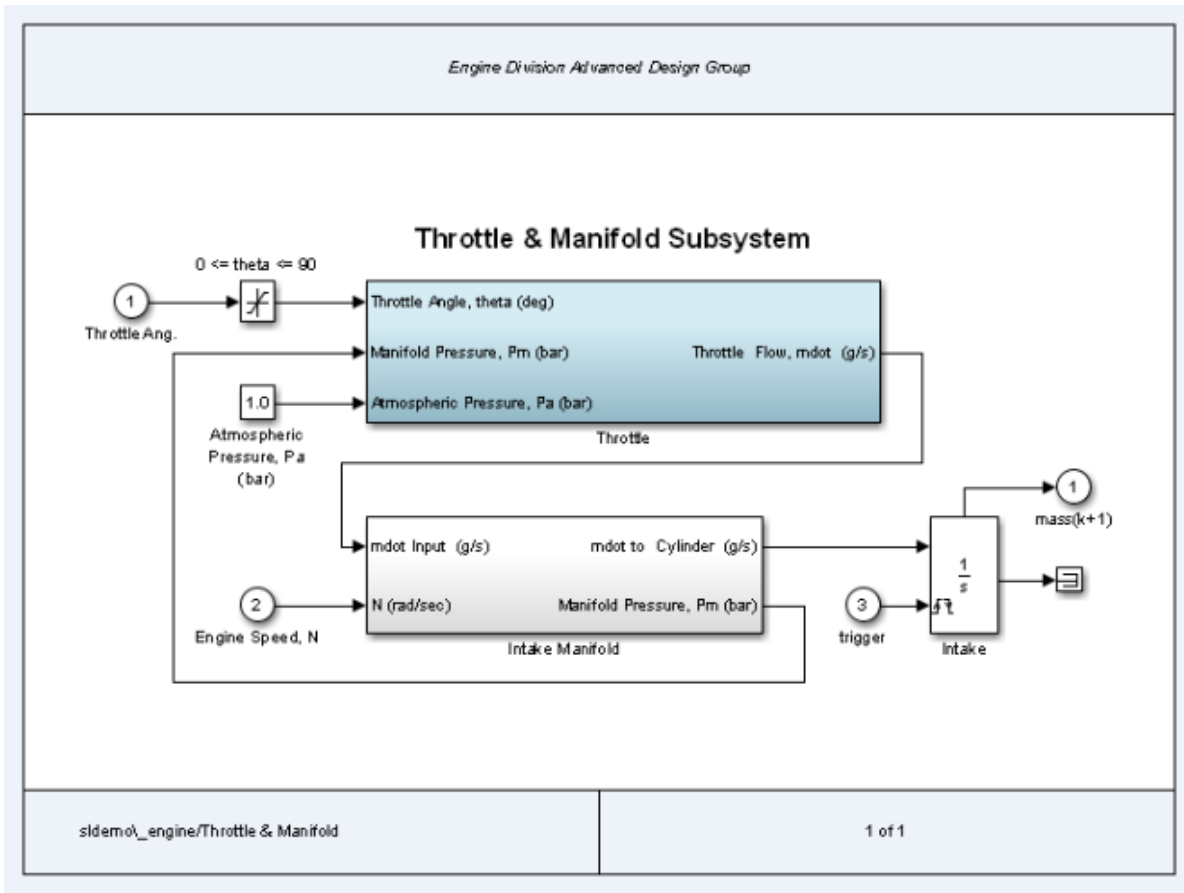 Engine Division Advanced Design Group
Throttle & Manifold Subsystem
0 <= theta <= 90
1
Throttle Ang.
Throttle Angle, theta (deg)
Manifold Pressure, Pm (bar)
Throttle Flow, mdot (g/s)
1.0
Atmospheric Pressure, Pa (bar)
Atmospheric
Pressure, Pa
(bar)
Throttle
1
mass(k+1)
mdot Input (g/s)
mdot to Cylinder (g/s)
1
s
2
N (rad/sec)
Manifold Pressure, Pm (bar)
3
Engine Speed, N
Intake Manifold
trigger
Intake
sldemo\_engine/Throttle & Manifold
1 of 1